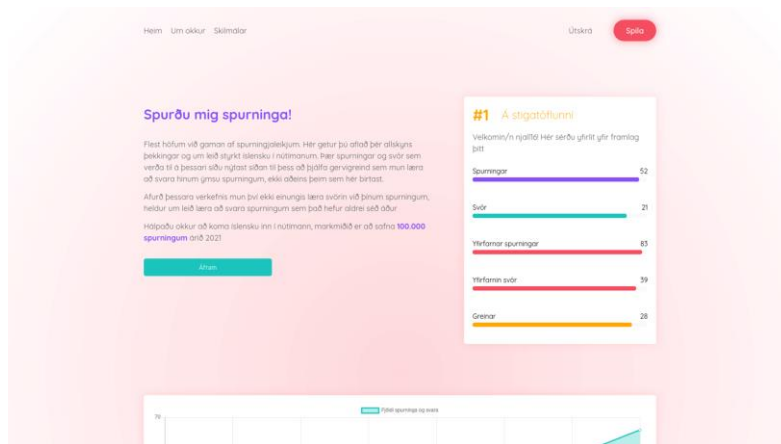 Heim Um okkur Skilmálar Útskrá Spila
Spurðu mig spurninga!
Flest höfum við gaman af spurningaleikjum. Hér getur þú aflað þér allskyns
þekkingar og um leið styrkt íslensku í nútímanum. Þær spurningar og svör sem
verða til á þessari síðu nýtast síðan til þess að þjálfa gervigreind sem mun læra
að svara hinum ýmsu spurningum, ekki aðeins þeim sem hér birtast.
Afurð þessara verkefnis mun því ekki einungis læra svörin við þínum spurningum,
heldur um leið læra að svara spurningum sem það hefur aldrei séð áður
Hálpaðu okkur að koma íslensku inn í nútímann, markmiðið er að safna 100.000
spurningum árið 2021
Áfram
#1 Á stigatöflunni
Velkomin/n njall16! Hér serðu yfirlit yfir framlag
þitt
Spurningar 52
Svör 21
Yfirfarnar spurningar 83
Yfirfarin svör 39
Greinar 28
Fjöldi spurninga og svara
70